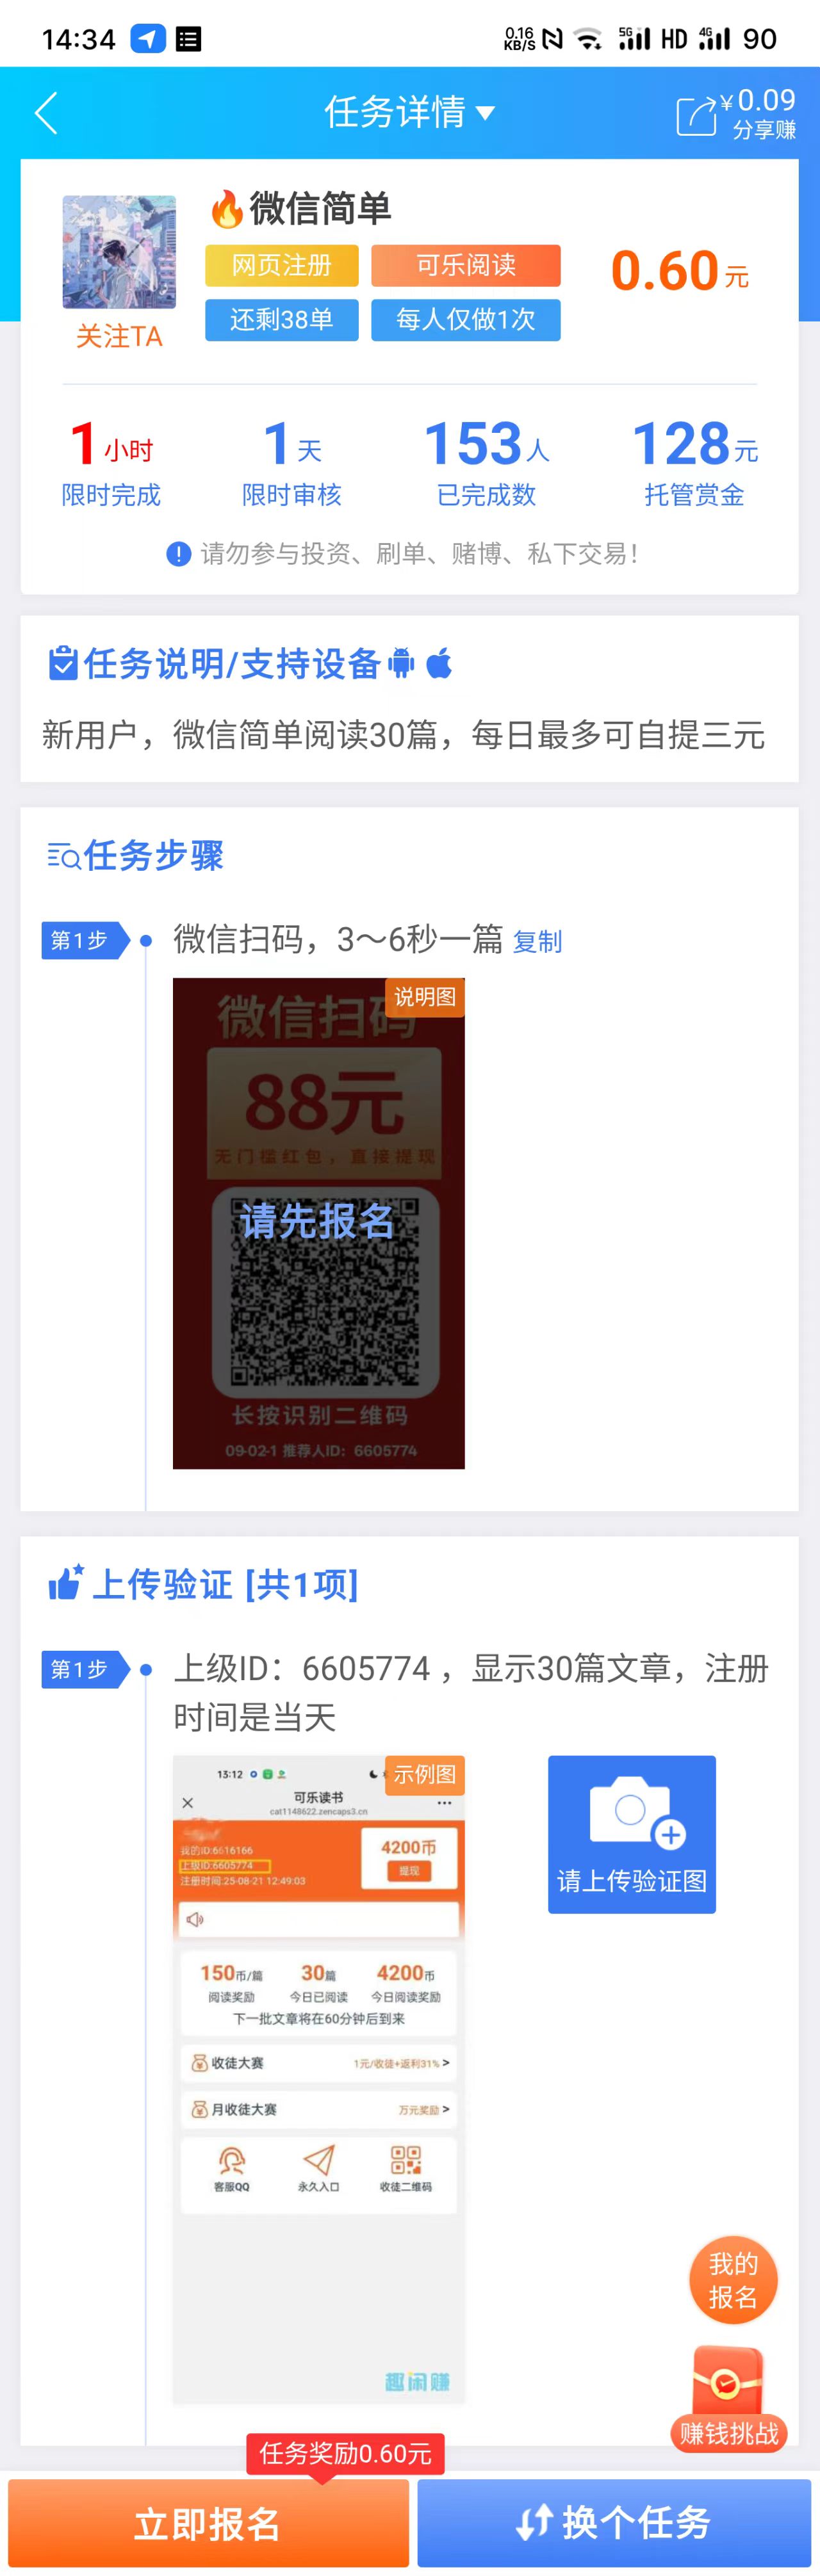 14:34
0.16 KB/S 5G HD 4G 90
任务详情
¥0.09
分享赚
微信简单
网页注册 可乐阅读
0.60元
还剩38单 每人仅做1次
关注TA
1小时 1天 153人 128元
限时完成 限时审核 已完成数 托管赏金
请勿参与投资、刷单、赌博、私下交易!
任务说明/支持设备
新用户，微信简单阅读30篇，每日最多可自提三元
任务步骤
第1步
微信扫码，3～6秒一篇 复制
说明图
微信扫码
88元
无门槛红包，直接提现
请先报名
长按识别二维码
09-02-1 推荐人ID：6605774
上传验证 [共1项]
第1步
上级ID：6605774 ，显示30篇文章，注册
时间是当天
13:12
示例图
可乐读书
cat1148622.zencaps3.cn
我的ID:6616166
上级ID:6605774
注册时间:25-08-21 12:49:03
4200币
提现
150币/篇 30篇 4200币
阅读奖励 今日已阅读 今日阅读奖励
下一批文章将在60分钟后到来
收徒大赛 1元/收徒+返利31% >
月收徒大赛 万元奖励 >
客服QQ 永久入口 收徒二维码
趣闲赚
请上传验证图
我的
报名
赚钱挑战
任务奖励0.60元
立即报名 换个任务